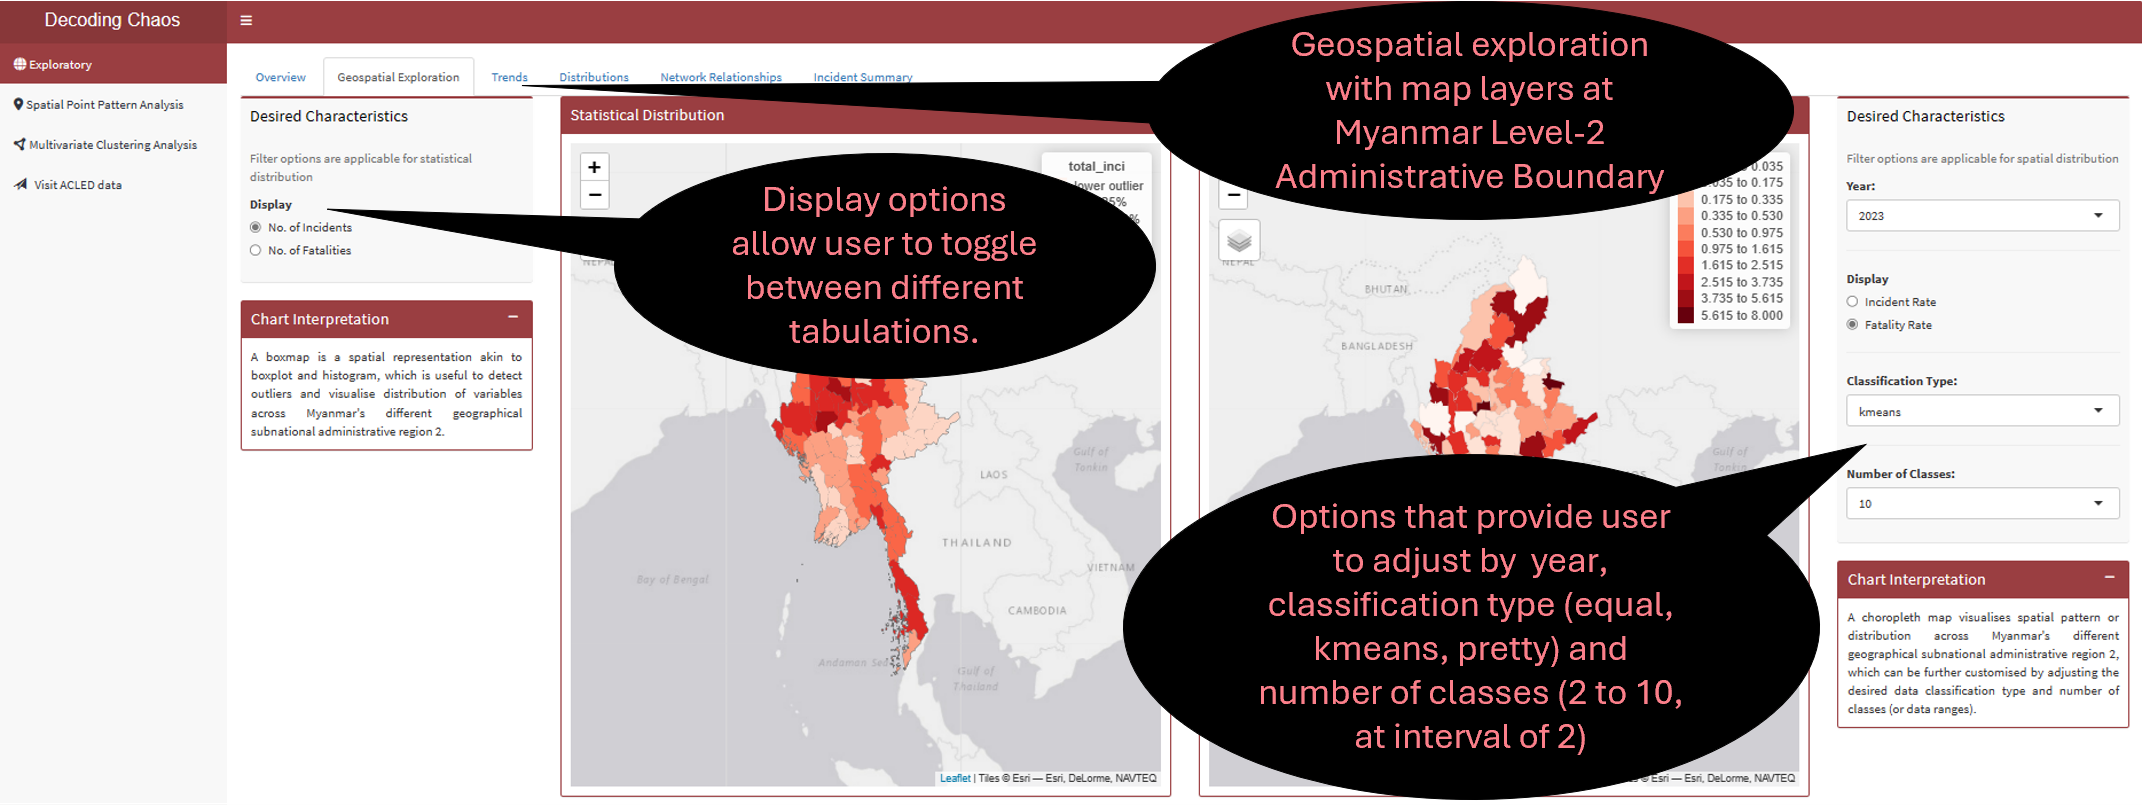 Decoding Chaos
Exploratory
Spatial Point Pattern Analysis
Multivariate Clustering Analysis
Visit ACLED data
Overview
Geospatial Exploration
Trends
Distributions
Network Relationships
Incident Summary
Desired Characteristics
Filter options are applicable for statistical
distribution
Display
No. of Incidents
No. of Fatalities
Chart Interpretation
A boxmap is a spatial representation akin to
boxplot and histogram, which is useful to detect
outliers and visualise distribution of variables
across Myanmar's different geographical
subnational administrative region 2.
Statistical Distribution
+
−
total_inci
lower outlier
%
Display options
allow user to toggle
between different
tabulations.
LAOS
Gulf of
Tonkin
THAILAND
VIETNAM
CAMBODIA
Bay of Bengal
Andaman Sea
Gulf of
Thailand
Leaflet | Tiles © Esri — Esri, DeLorme, NAVTEQ
Geospatial exploration
with map layers at
Myanmar Level-2
Administrative Boundary
−
0.035
0.035 to 0.175
0.175 to 0.335
0.335 to 0.530
0.530 to 0.975
0.975 to 1.615
1.615 to 2.515
2.515 to 3.735
3.735 to 5.615
5.615 to 8.000
NEPAL
BHUTAN
BANGLADESH
Gulf of
Tonkin
Options that provide user
to adjust by year,
classification type (equal,
kmeans, pretty) and
number of classes (2 to 10,
at interval of 2)
© Esri — Esri, DeLorme, NAVTEQ
Desired Characteristics
Filter options are applicable for spatial distribution
Year:
2023
Display
Incident Rate
Fatality Rate
Classification Type:
kmeans
Number of Classes:
10
Chart Interpretation
A choropleth map visualises spatial pattern or
distribution across Myanmar's different
geographical subnational administrative region 2,
which can be further customised by adjusting the
desired data classification type and number of
classes (or data ranges).